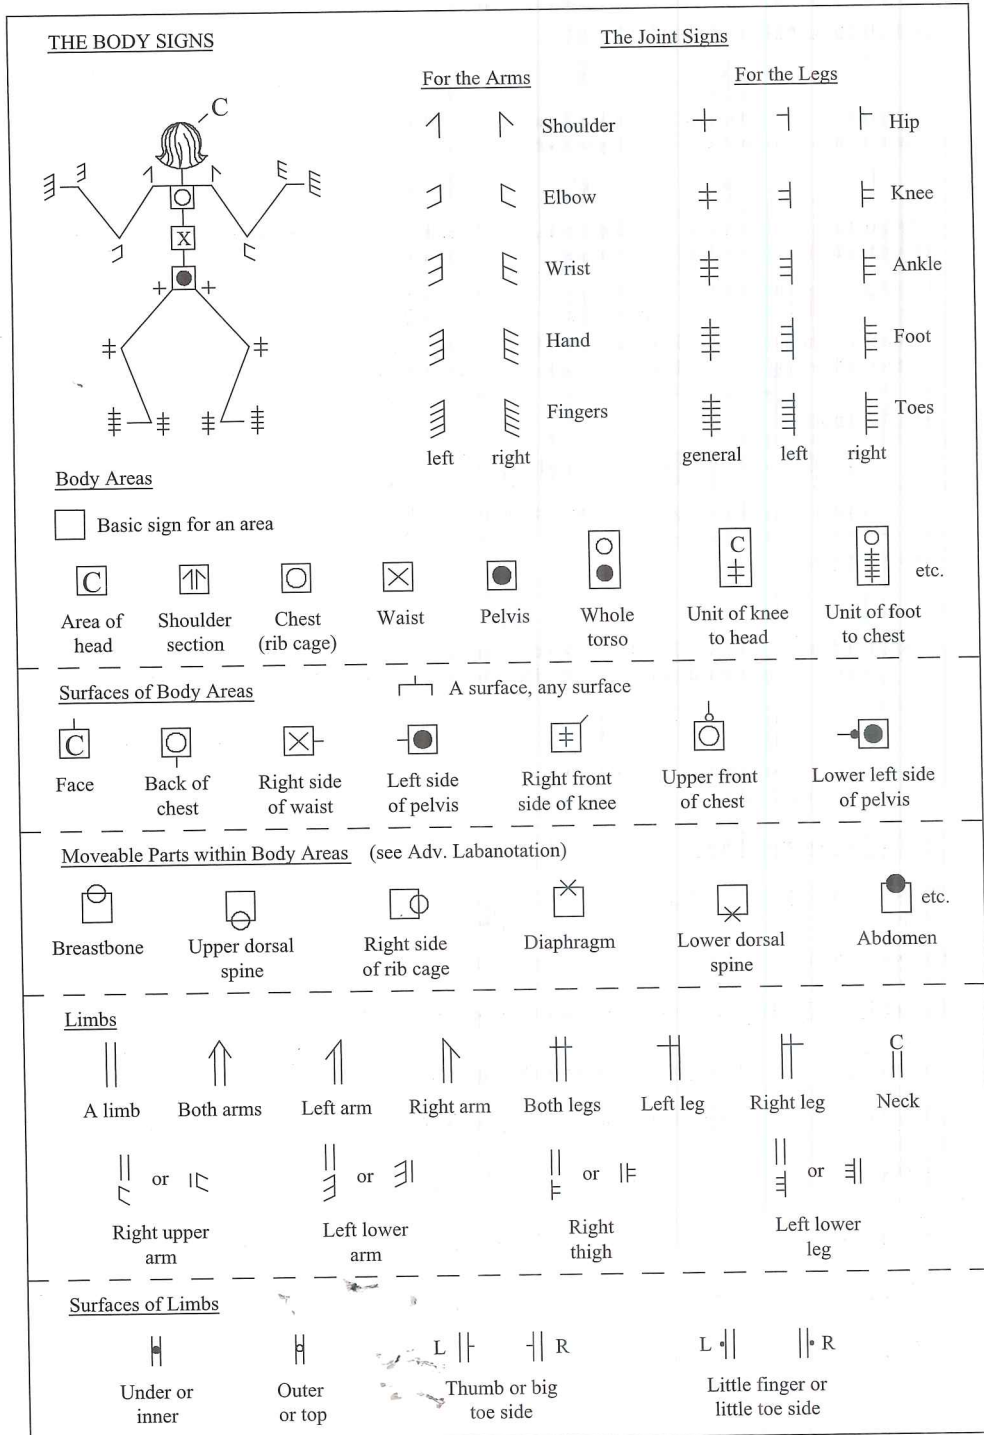 THE BODY SIGNS
The Joint Signs
For the Arms
For the Legs
C
Shoulder
Hip
Elbow
Knee
X
Wrist
Ankle
Hand
Foot
Fingers
Toes
left right
general left right
Body Areas
Basic sign for an area
C
C
etc.
Area of
head
Shoulder
section
Chest
(rib cage)
Waist
Pelvis
Whole
torso
Unit of knee
to head
Unit of foot
to chest
Surfaces of Body Areas
A surface, any surface
C
Face
Back of
chest
Right side
of waist
Left side
of pelvis
Right front
side of knee
Upper front
of chest
Lower left side
of pelvis
Moveable Parts within Body Areas (see Adv. Labanotation)
etc.
Breastbone
Upper dorsal
spine
Right side
of rib cage
Diaphragm
Lower dorsal
spine
Abdomen
Limbs
C
A limb
Both arms
Left arm
Right arm
Both legs
Left leg
Right leg
Neck
or
or
or
or
Right upper
arm
Left lower
arm
Right
thigh
Left lower
leg
Surfaces of Limbs
L
R
L
R
Under or
inner
Outer
or top
Thumb or big
toe side
Little finger or
little toe side